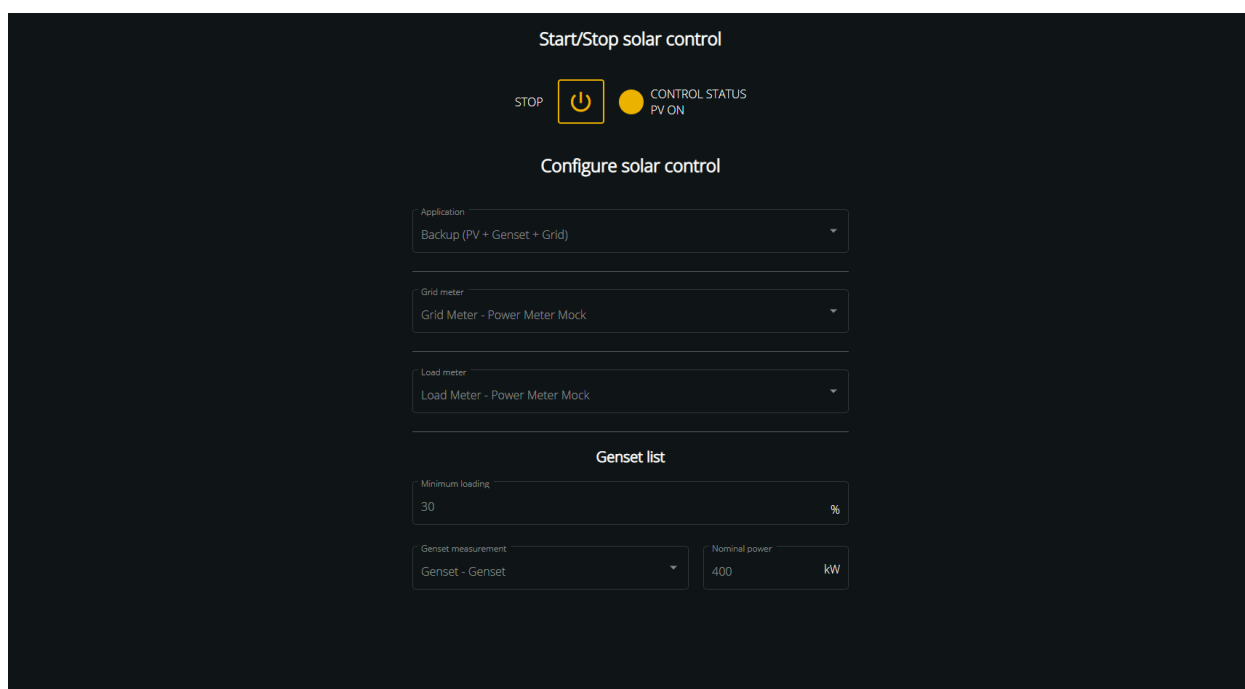 Start/Stop solar control
STOP
CONTROL STATUS
PV ON
Configure solar control
Application
Backup (PV + Genset + Grid)
Grid meter
Grid Meter - Power Meter Mock
Load meter
Load Meter - Power Meter Mock
Genset list
Minimum loading
30 %
Genset measurement
Genset - Genset
Nominal power
400 kW